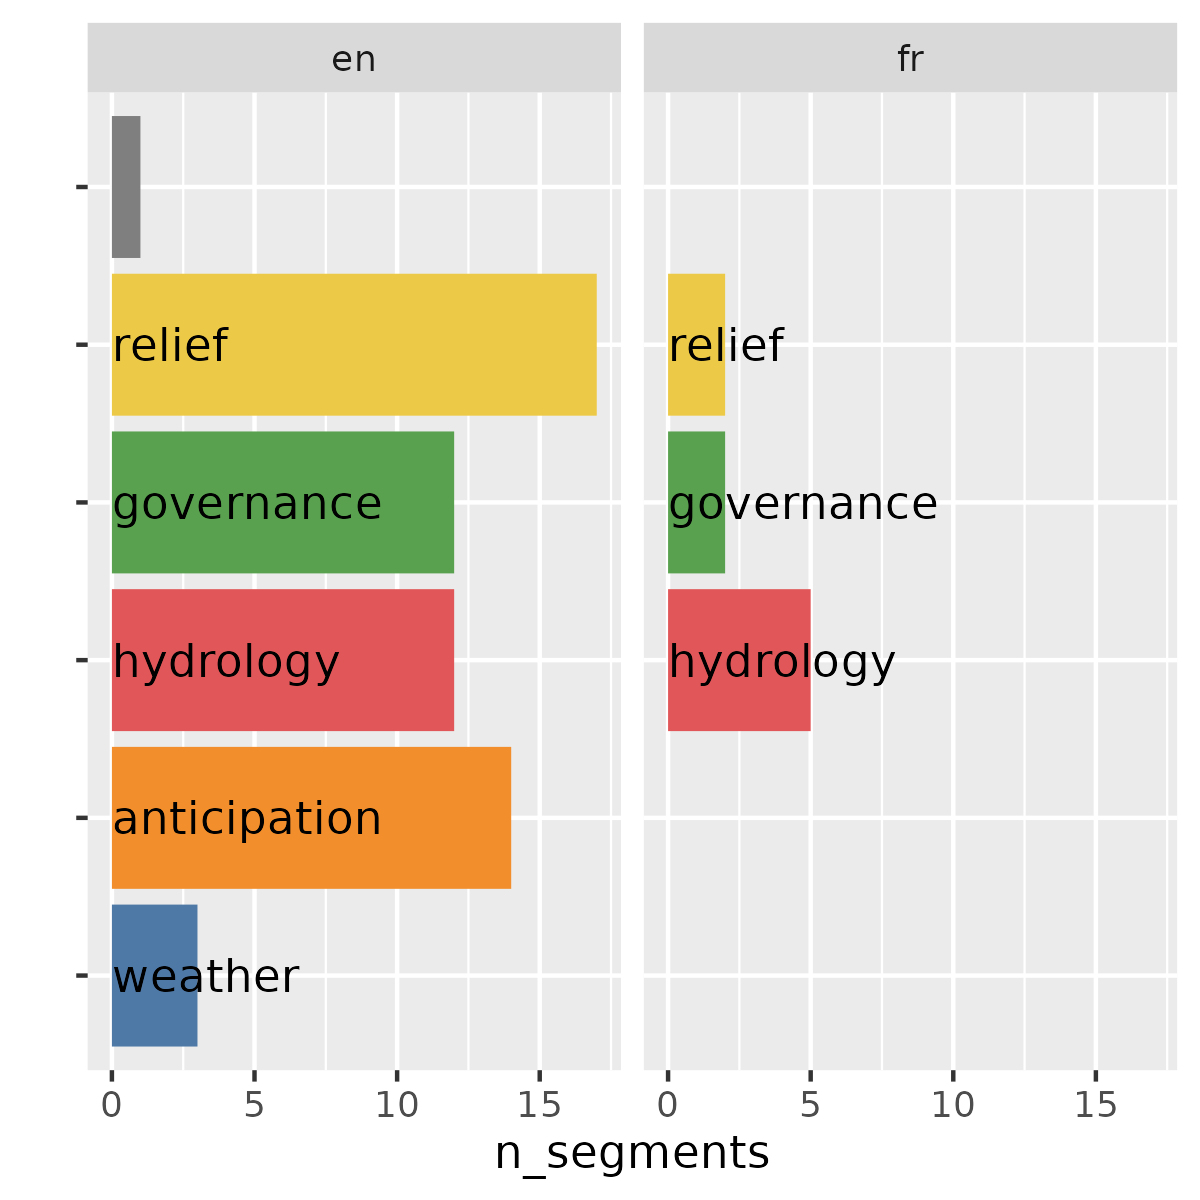 en
fr
relief
relief
governance
governance
hydrology
hydrology
anticipation
weather
0 5 10 15
0 5 10 15
n_segments